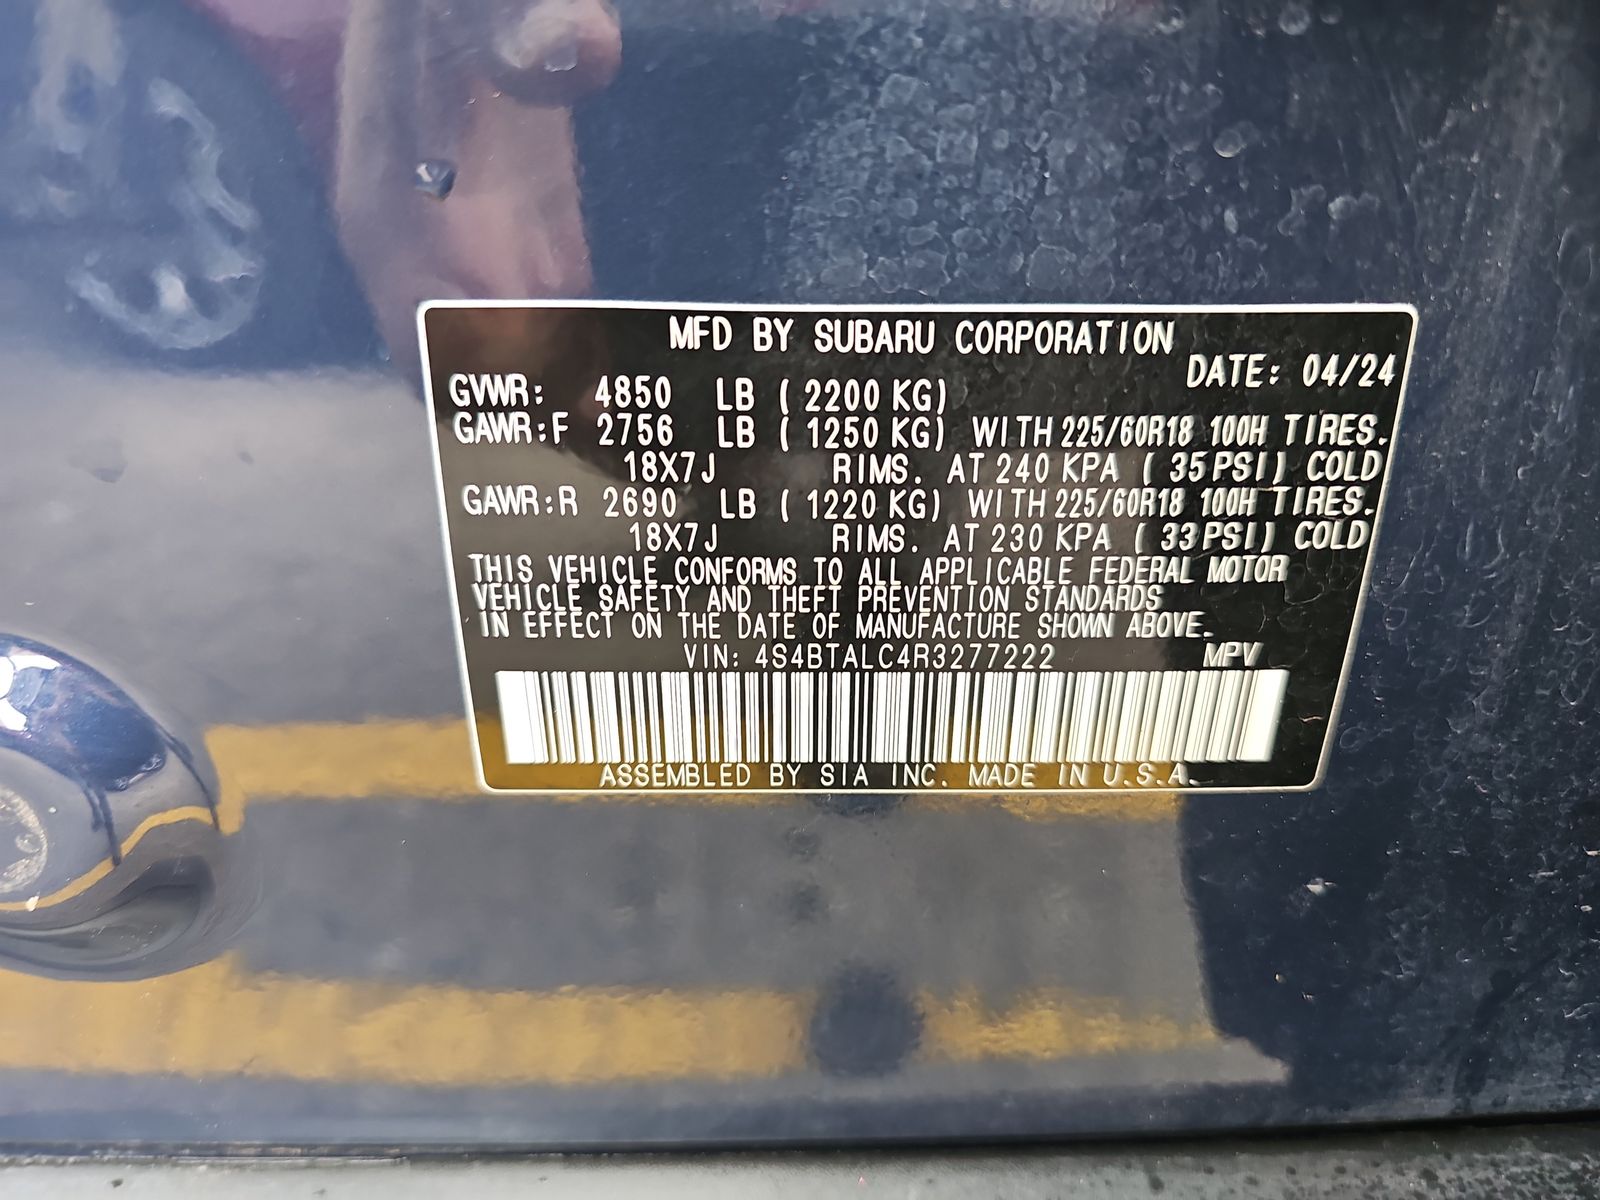 MFD BY SUBARU CORPORATION
DATE: 04/24
GVWR: 4850 LB ( 2200 KG)
GAWR:F 2756 LB ( 1250 KG) WITH 225/60R18 100H TIRES.
18X7J RIMS. AT 240 KPA ( 35 PSI) COLD
GAWR:R 2690 LB ( 1220 KG) WITH 225/60R18 100H TIRES.
18X7J RIMS. AT 230 KPA ( 33 PSI) COLD
THIS VEHICLE CONFORMS TO ALL APPLICABLE FEDERAL MOTOR
VEHICLE SAFETY AND THEFT PREVENTION STANDARDS
IN EFFECT ON THE DATE OF MANUFACTURE SHOWN ABOVE.
VIN: 4S4BTALC4R3277222 MPV
ASSEMBLED BY SIA INC. MADE IN U.S.A.